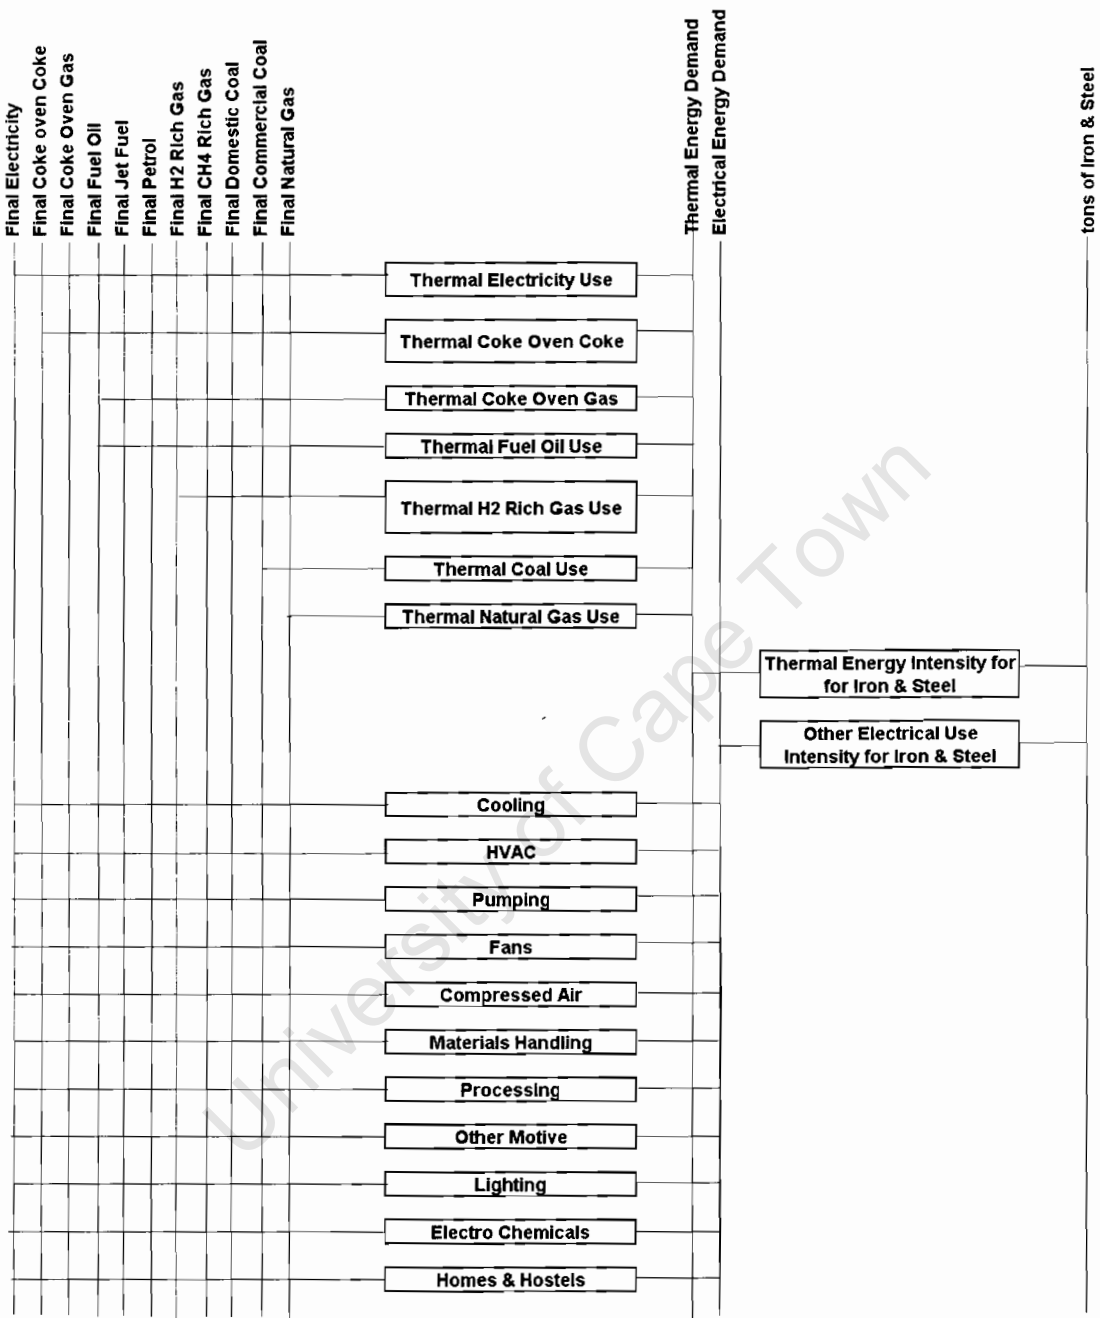 Final Electricity
Final Coke oven Coke
Final Coke Oven Gas
Final Fuel Oil
Final Jet Fuel
Final Petrol
Final H2 Rich Gas
Final CH4 Rich Gas
Final Domestic Coal
Final Commercial Coal
Final Natural Gas
Thermal Energy Demand
Electrical Energy Demand
tons of Iron & Steel
Thermal Electricity Use
Thermal Coke Oven Coke
Thermal Coke Oven Gas
Thermal Fuel Oil Use
Thermal H2 Rich Gas Use
Thermal Coal Use
Thermal Natural Gas Use
Thermal Energy Intensity for
for Iron & Steel
Other Electrical Use
Intensity for Iron & Steel
Cooling
HVAC
Pumping
Fans
Compressed Air
Materials Handling
Processing
Other Motive
Lighting
Electro Chemicals
Homes & Hostels
University of Cape Town